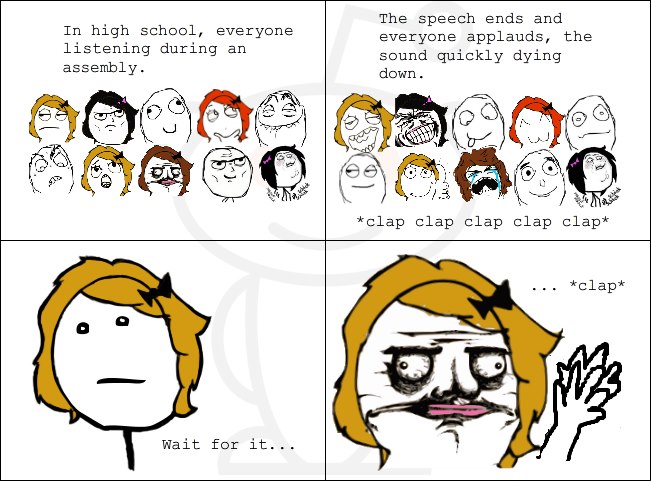 In high school, everyone
listening during an
assembly.
The speech ends and
everyone applauds, the
sound quickly dying
down.
*clap clap clap clap clap*
Wait for it...
... *clap*